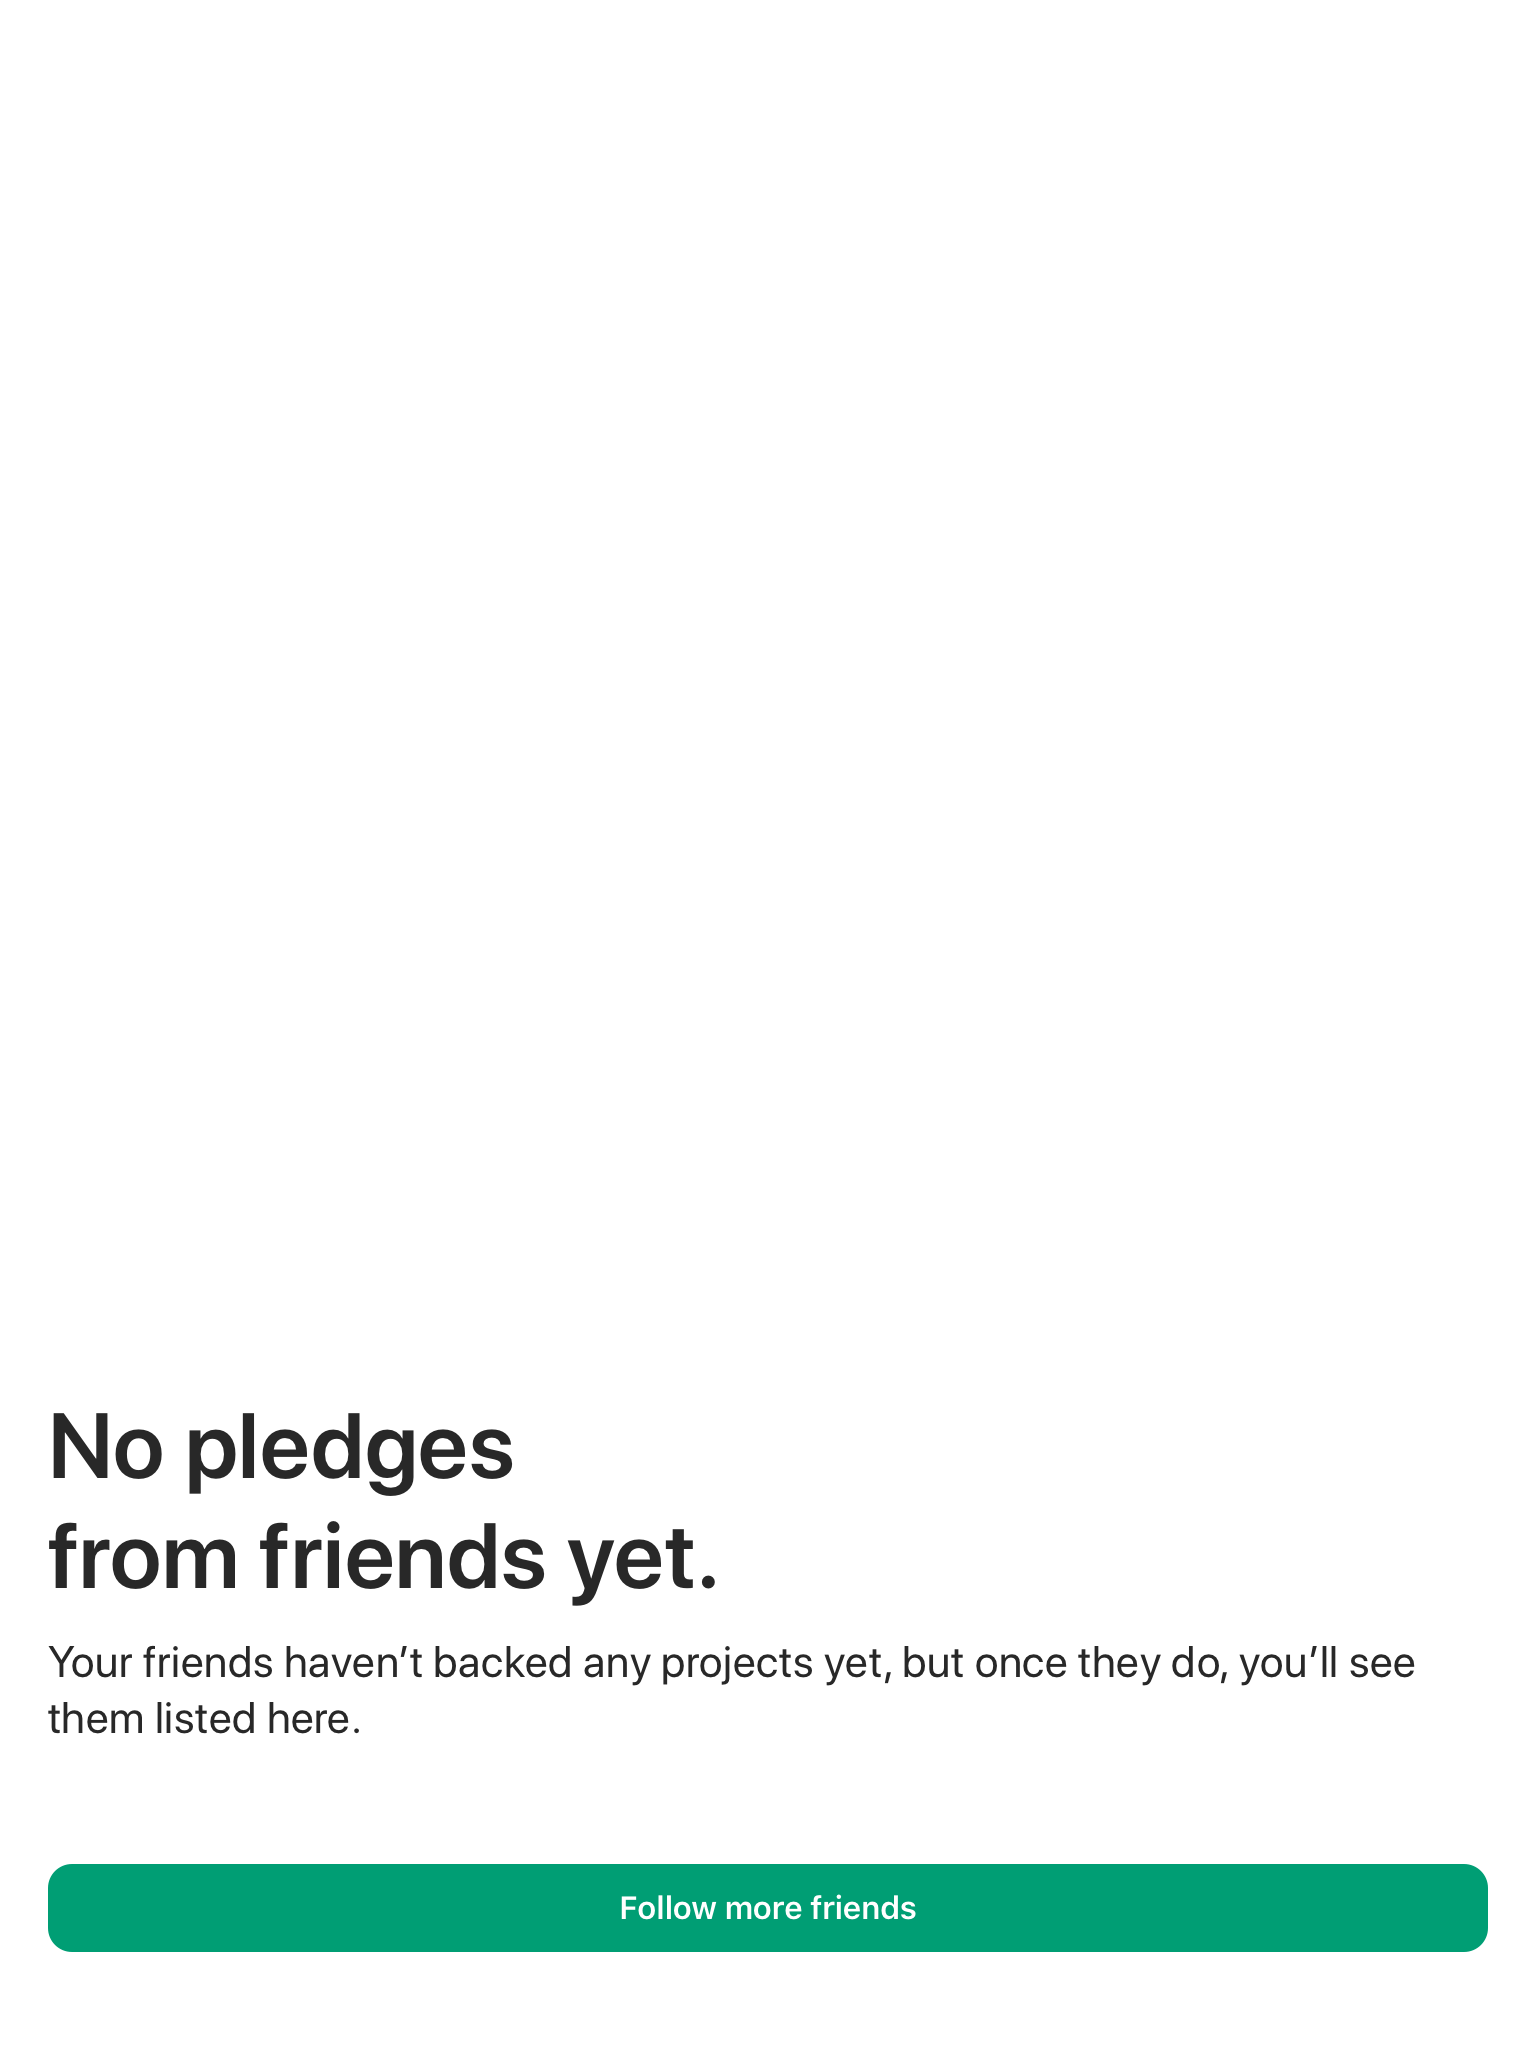 No pledges
from friends yet.
Your friends haven’t backed any projects yet, but once they do, you’ll see
them listed here.
Follow more friends